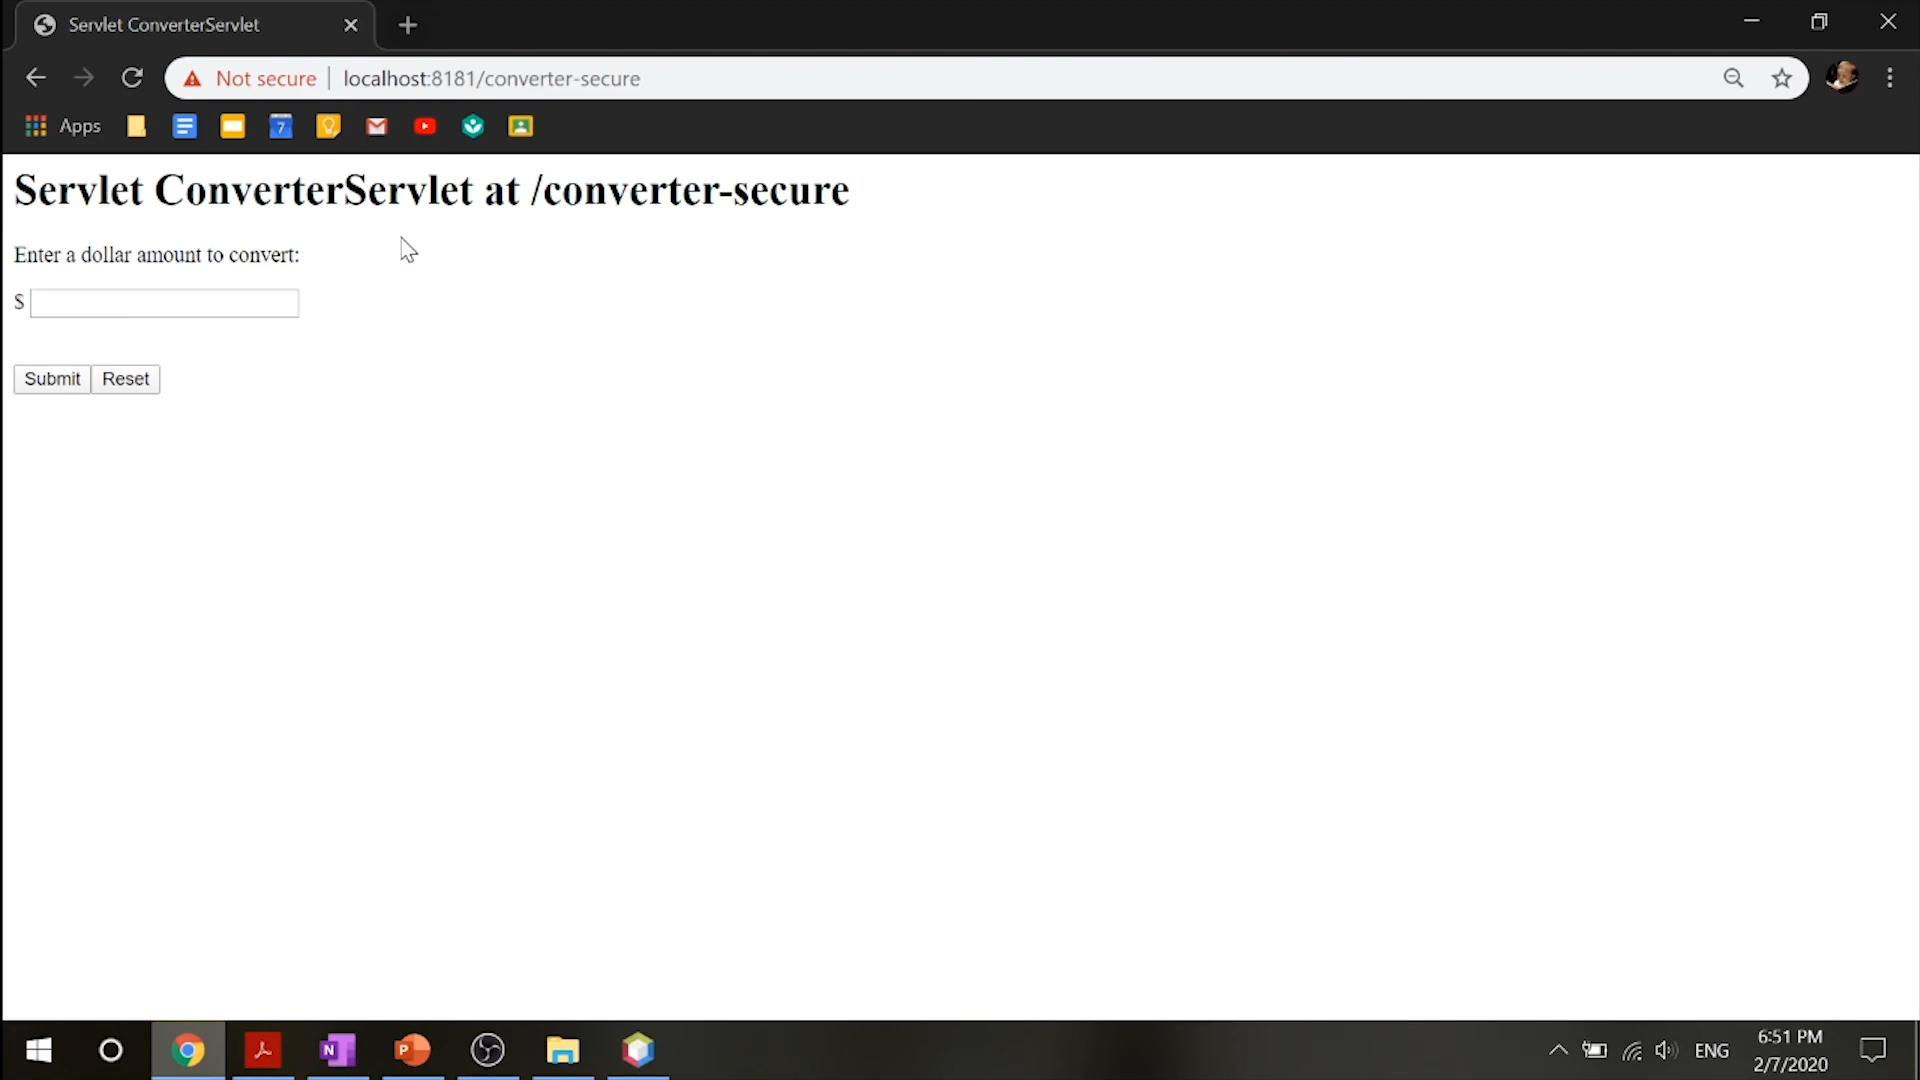 Servlet ConverterServlet
Not secure localhost:8181/converter-secure
Apps
7
Servlet ConverterServlet at /converter-secure
Enter a dollar amount to convert:
$
Submit Reset
N P ENG 6:51 PM
2/7/2020